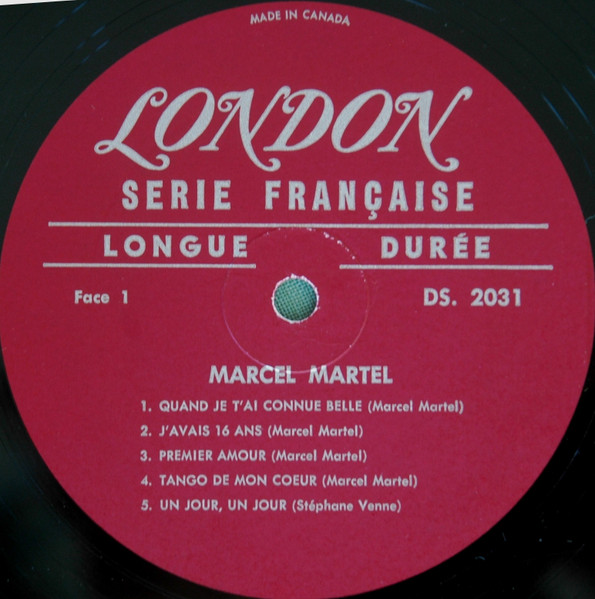 MADE IN CANADA
LONDON
SERIE FRANÇAISE
LONGUE DURÉE
Face 1 DS. 2031
MARCEL MARTEL
1. QUAND JE T'AI CONNUE BELLE (Marcel Martel)
2. J'AVAIS 16 ANS (Marcel Martel)
3. PREMIER AMOUR (Marcel Martel)
4. TANGO DE MON COEUR (Marcel Martel)
5. UN JOUR, UN JOUR (Stéphane Venne)